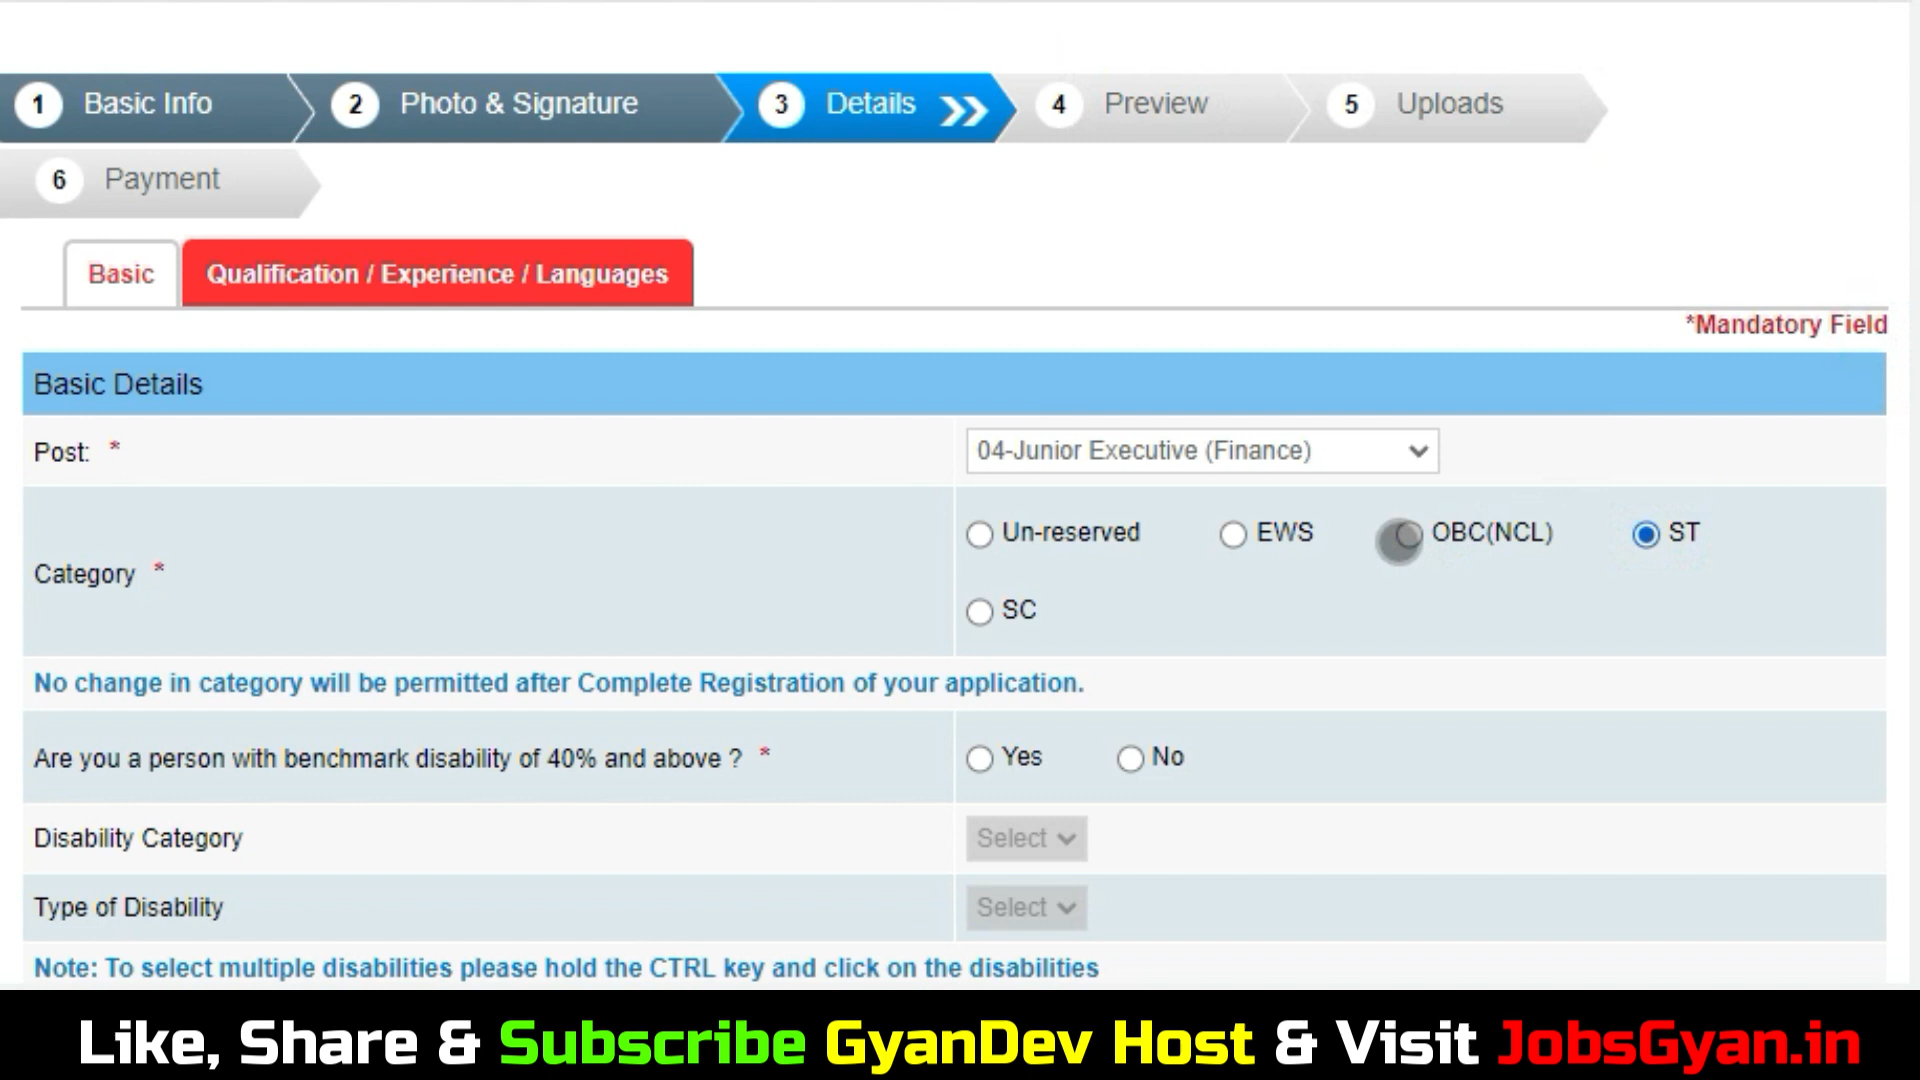 1 Basic Info 2 Photo & Signature 3 Details 4 Preview 5 Uploads
6 Payment
Basic Qualification / Experience / Languages
*Mandatory Field
Basic Details
Post: * 04-Junior Executive (Finance)
Un-reserved EWS OBC(NCL) ST
Category *
SC
No change in category will be permitted after Complete Registration of your application.
Are you a person with benchmark disability of 40% and above ? * Yes No
Disability Category Select
Type of Disability Select
Note: To select multiple disabilities please hold the CTRL key and click on the disabilities
Like, Share & Subscribe GyanDev Host & Visit JobsGyan.in